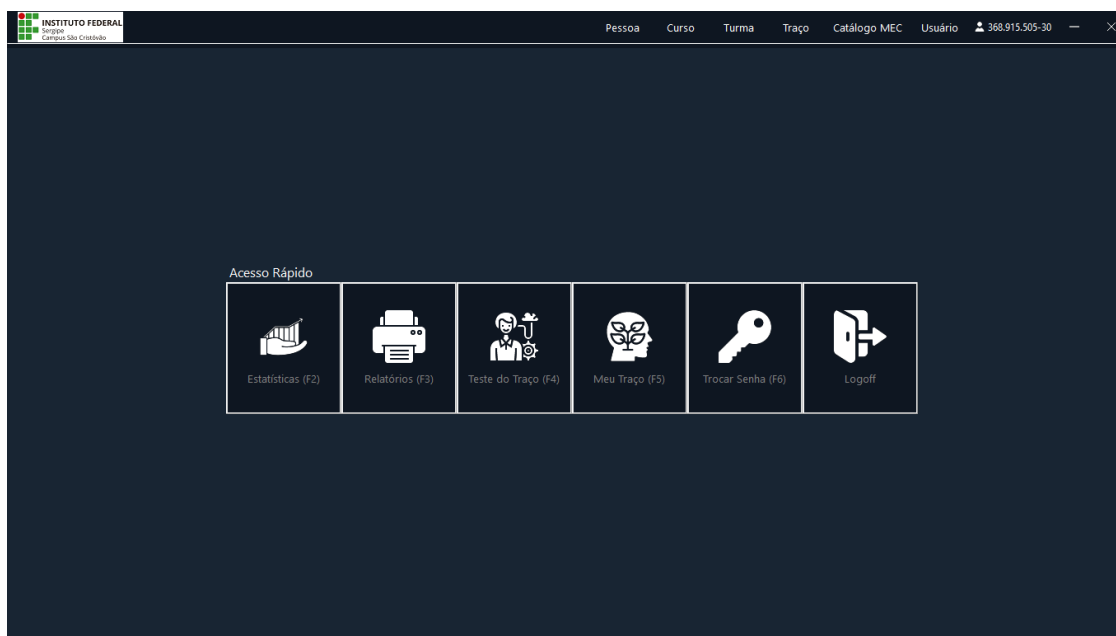 INSTITUTO FEDERAL
Sergipe
Campus São Cristóvão
Pessoa Curso Turma Traço Catálogo MEC Usuário 368.915.505-30
Acesso Rápido
Estatísticas (F2) Relatórios (F3) Teste do Traço (F4) Meu Traço (F5) Trocar Senha (F6) Logoff